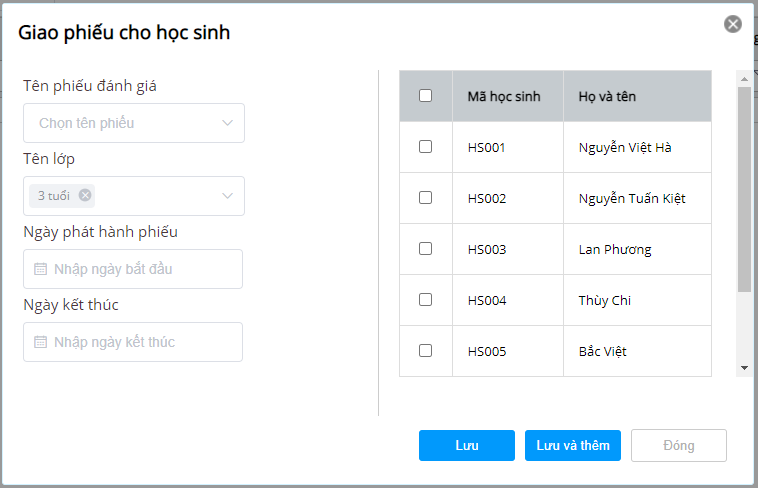 Giao phiếu cho học sinh
Tên phiếu đánh giá
Chọn tên phiếu
Tên lớp
3 tuổi
Ngày phát hành phiếu
Nhập ngày bắt đầu
Ngày kết thúc
Nhập ngày kết thúc
Mã học sinh Họ và tên
HS001 Nguyễn Việt Hà
HS002 Nguyễn Tuấn Kiệt
HS003 Lan Phương
HS004 Thùy Chi
HS005 Bắc Việt
Lưu Lưu và thêm Đóng